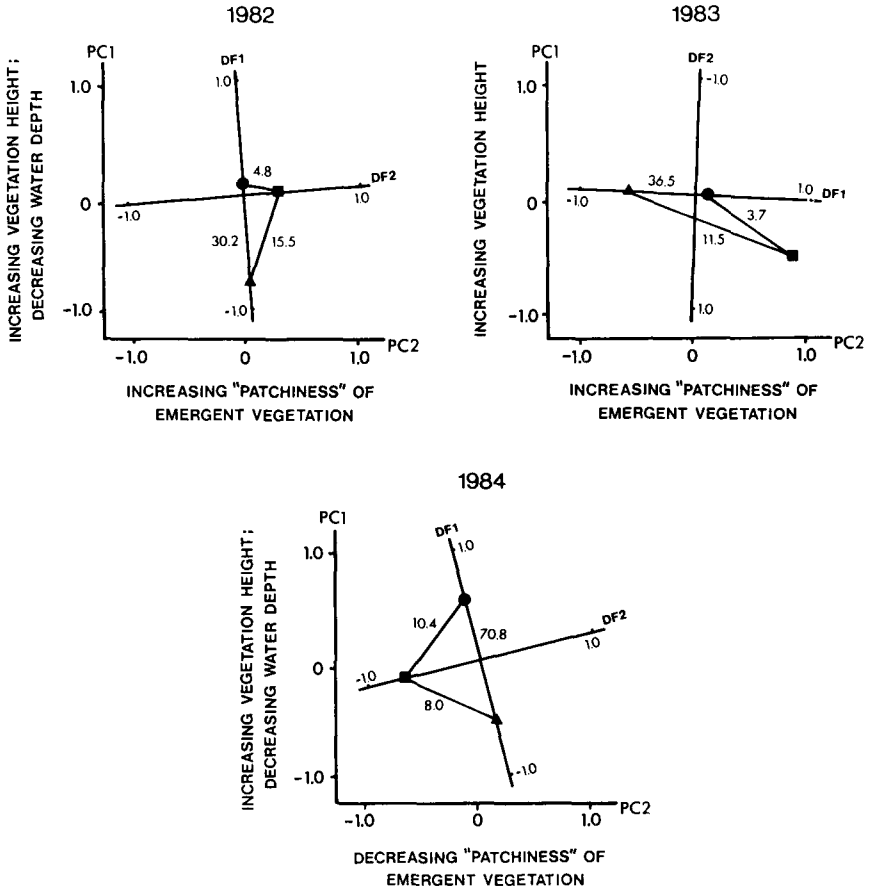 1982
PC1
INCREASING VEGETATION HEIGHT;
DECREASING WATER DEPTH
1.0
0
-1.0
DF1
1.0
4.8
DF2
1.0
-1.0
30.2
15.5
-1.0
-1.0
0
1.0
PC2
INCREASING "PATCHINESS" OF
EMERGENT VEGETATION
1983
PC1
INCREASING VEGETATION HEIGHT
1.0
0
-1.0
DF2
-1.0
36.5
-1.0
1.0
DF1
3.7
11.5
1.0
-1.0
0
1.0
PC2
INCREASING "PATCHINESS" OF
EMERGENT VEGETATION
1984
PC1
INCREASING VEGETATION HEIGHT;
DECREASING WATER DEPTH
1.0
0
-1.0
DF1
1.0
10.4
70.8
DF2
1.0
-1.0
8.0
-1.0
-1.0
0
1.0
PC2
DECREASING "PATCHINESS" OF
EMERGENT VEGETATION